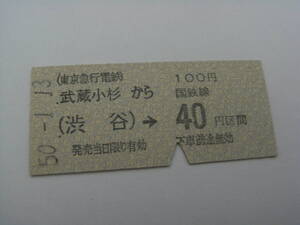 50.-1.13
(東京急行電鉄)
武蔵小杉 から
(渋 谷) →
発売当日限り有効
100円
国鉄線
40 円区間
下車前途無効